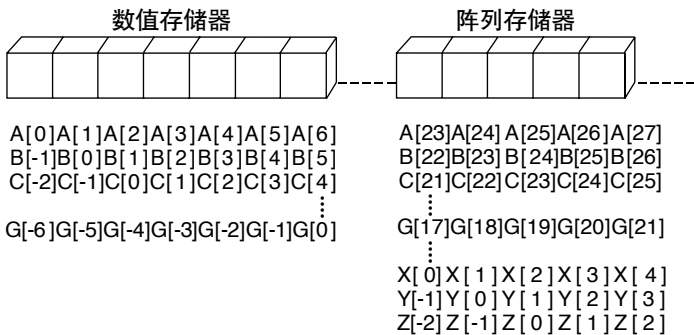 数值存储器
A[0]A[1]A[2]A[3]A[4]A[5]A[6]
B[-1]B[0]B[1]B[2]B[3]B[4]B[5]
C[-2]C[-1]C[0]C[1]C[2]C[3]C[4]
G[-6]G[-5]G[-4]G[-3]G[-2]G[-1]G[0]
阵列存储器
A[23]A[24]A[25]A[26]A[27]
B[22]B[23]B[24]B[25]B[26]
C[21]C[22]C[23]C[24]C[25]
G[17]G[18]G[19]G[20]G[21]
X[0]X[1]X[2]X[3]X[4]
Y[-1]Y[0]Y[1]Y[2]Y[3]
Z[-2]Z[-1]Z[0]Z[1]Z[2]